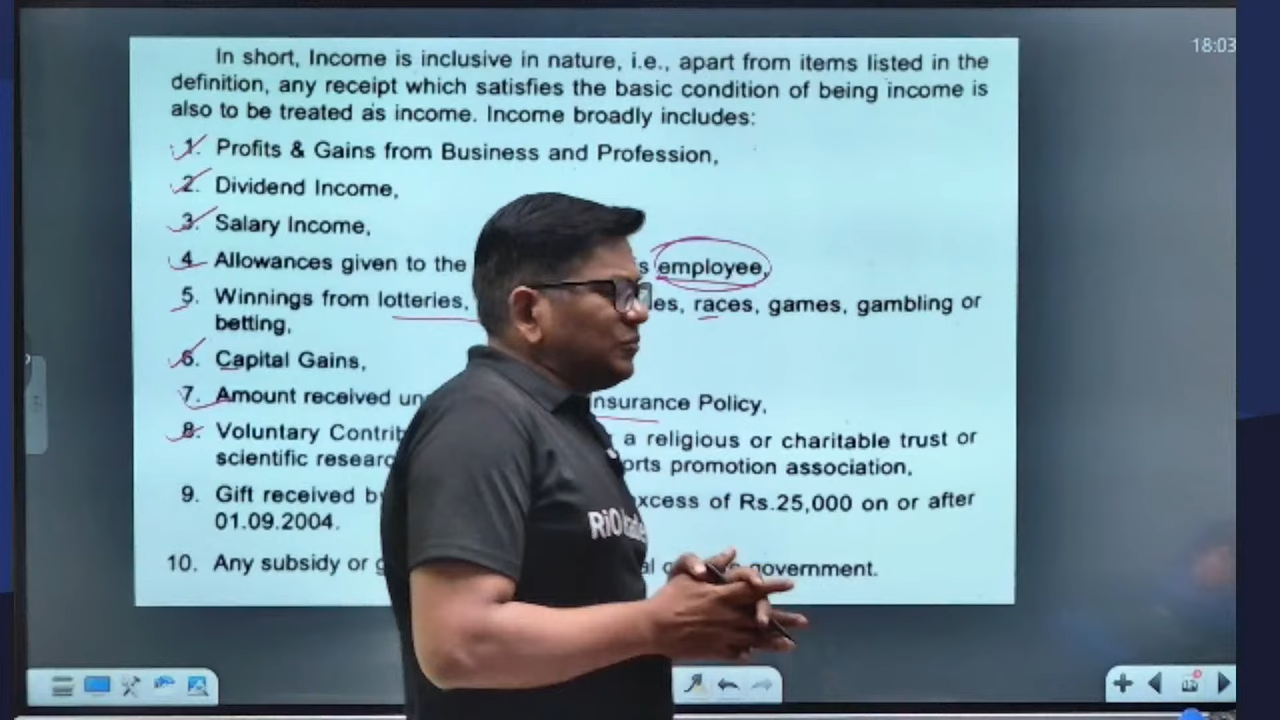 18:03
In short, Income is inclusive in nature, i.e., apart from items listed in the
definition, any receipt which satisfies the basic condition of being income is
also to be treated as income. Income broadly includes:
1. Profits & Gains from Business and Profession,
2. Dividend Income,
3. Salary Income,
4. Allowances given to the employee,
5. Winnings from lotteries, races, games, gambling or
betting,
6. Capital Gains,
7. Amount received Policy,
8. Voluntary a religious or charitable trust or
scientific promotion association,
9. Gift received of Rs.25,000 on or after
01.09.2004.
10. Any subsidy or government.